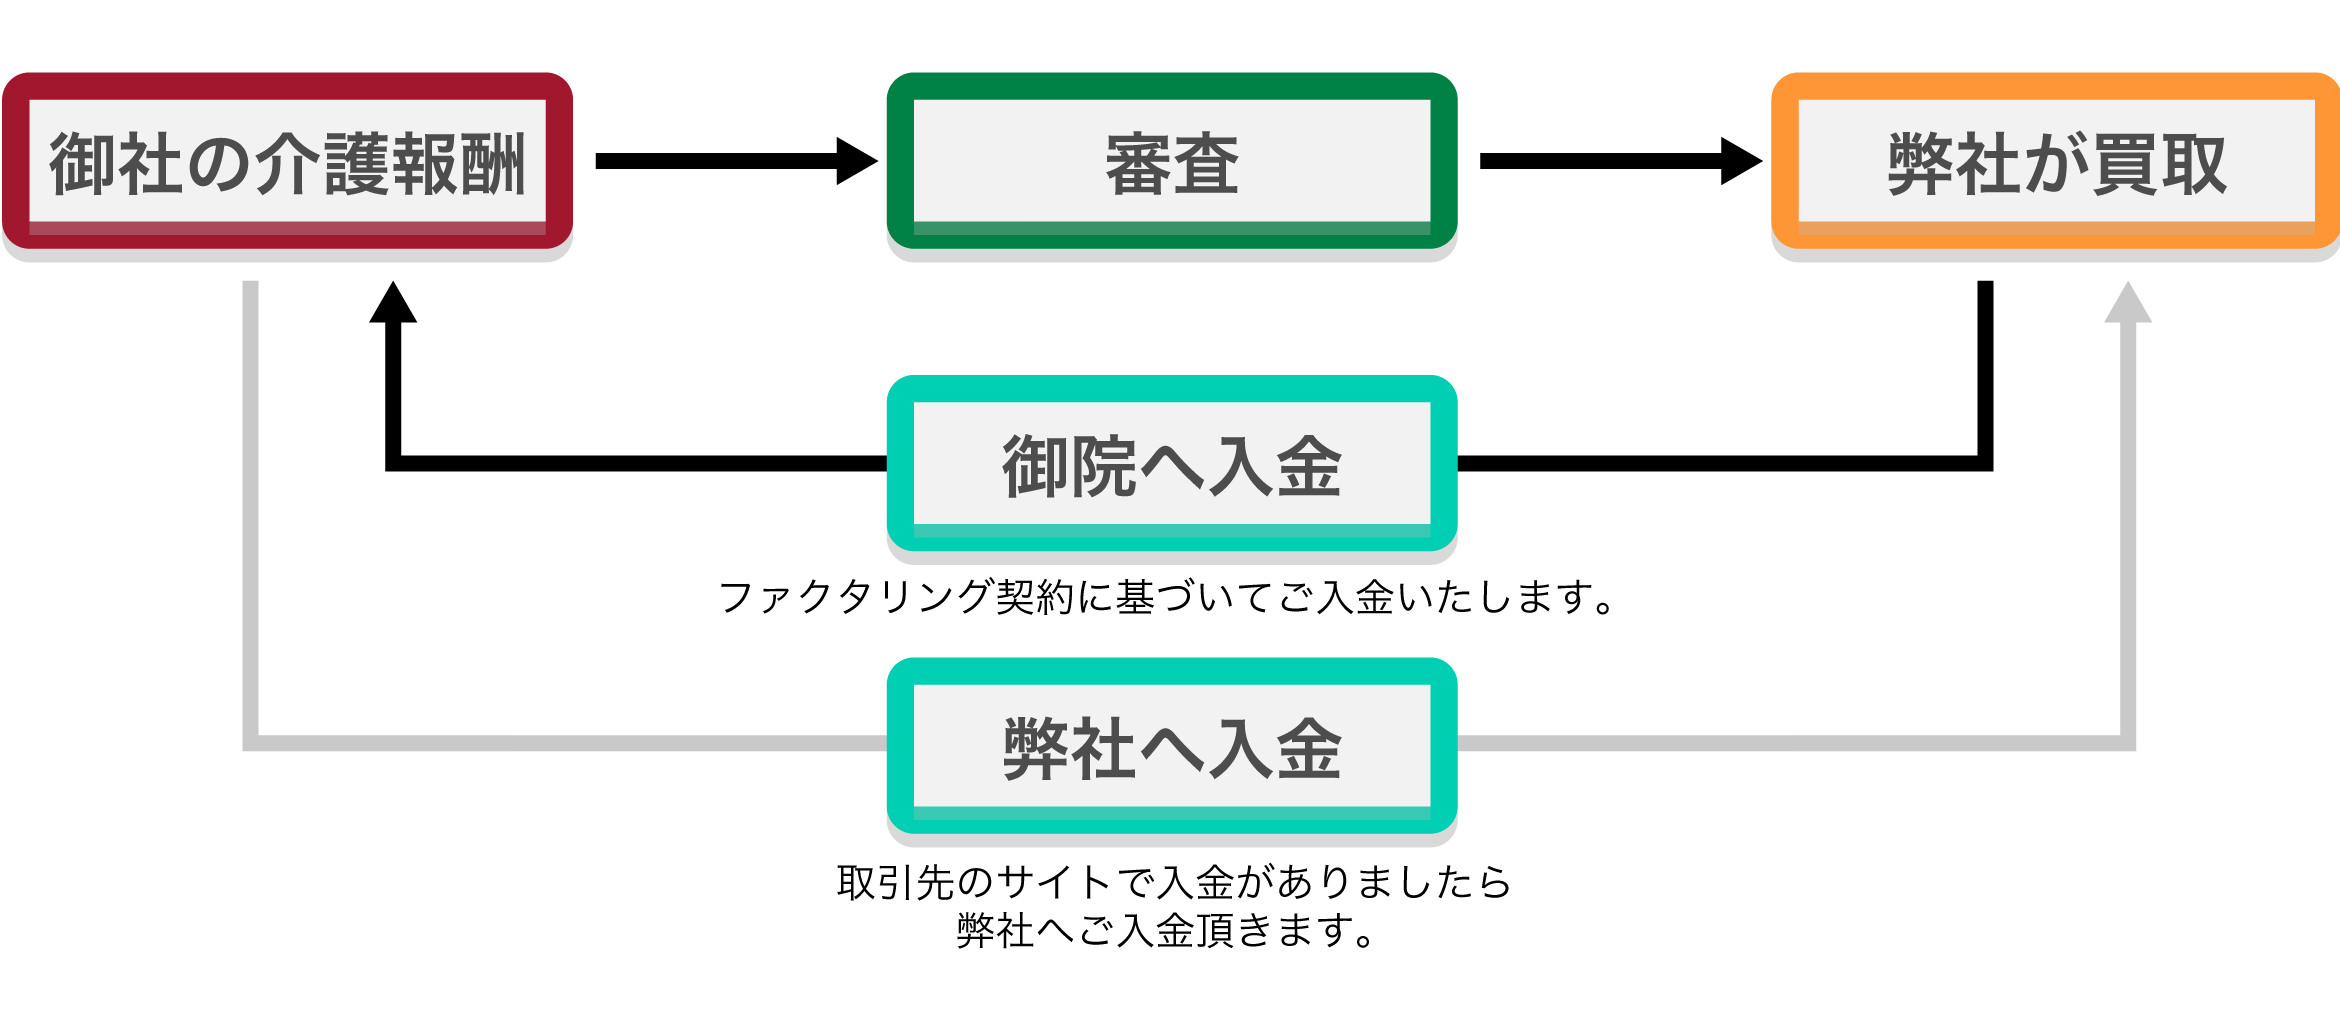 御社の介護報酬
審査
弊社が買取
御院へ入金
ファクタリング契約に基づいてご入金いたします。
弊社へ入金
取引先のサイトで入金がありましたら
弊社へご入金頂きます。